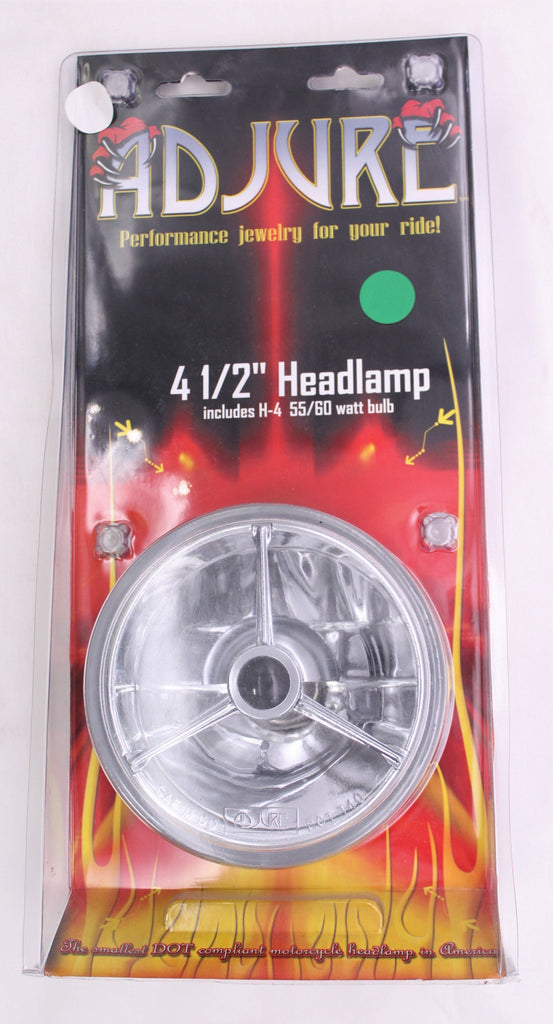 ADJURE
Performance jewelry for your ride!
4 1/2" Headlamp
includes H-4 55/60 watt bulb
ADJURE
The smallest DOT compliant motorcycle headlamp in America